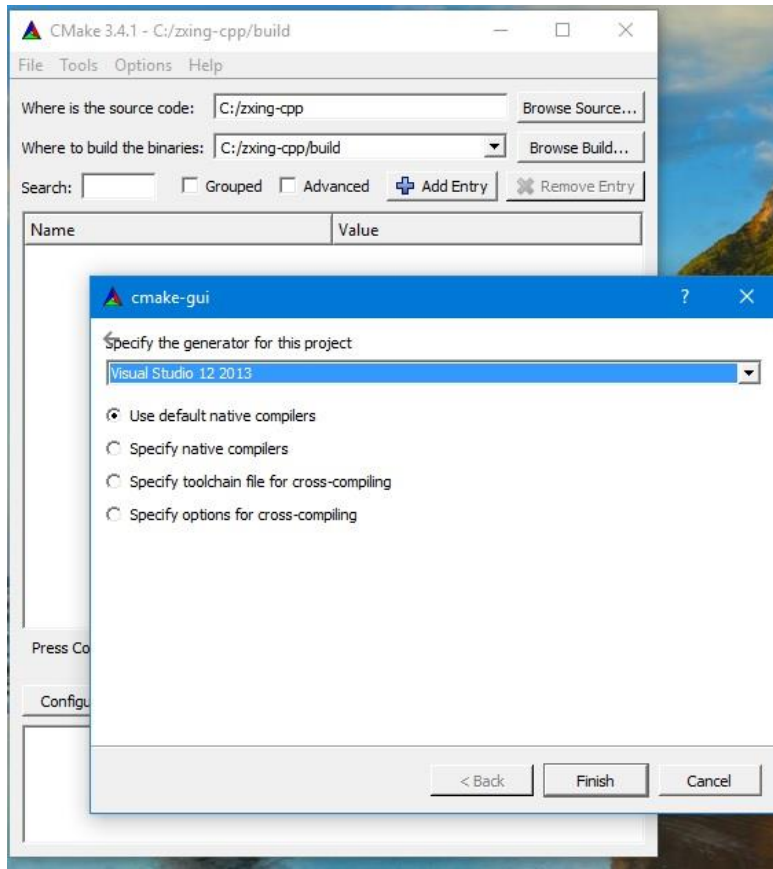 CMake 3.4.1 - C:/zxing-cpp/build
File Tools Options Help
Where is the source code: C:/zxing-cpp Browse Source...
Where to build the binaries: C:/zxing-cpp/build Browse Build...
Search: Grouped Advanced Add Entry Remove Entry
Name Value
cmake-gui ?
Specify the generator for this project
Visual Studio 12 2013
Use default native compilers
Specify native compilers
Specify toolchain file for cross-compiling
Specify options for cross-compiling
Press Co
Configu
< Back Finish Cancel